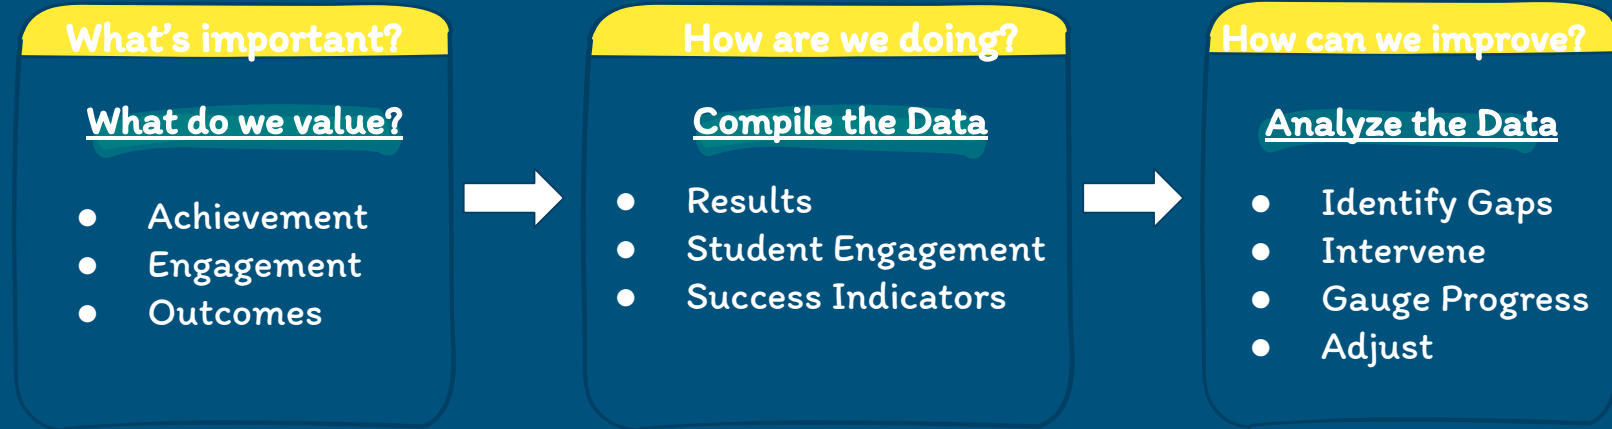 What's important?
What do we value?
● Achievement
● Engagement
● Outcomes
How are we doing?
Compile the Data
● Results
● Student Engagement
● Success Indicators
How can we improve?
Analyze the Data
● Identify Gaps
● Intervene
● Gauge Progress
● Adjust